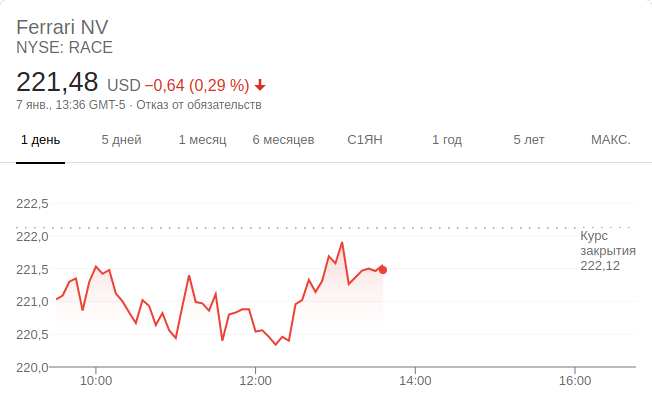 Ferrari NV
NYSE: RACE
221,48 USD −0,64 (0,29 %)
7 янв., 13:36 GMT-5 · Отказ от обязательств
1 день 5 дней 1 месяц 6 месяцев С1ЯН 1 год 5 лет МАКС.
222,5
222,0
221,5
221,0
220,5
220,0
Курс
закрытия
222,12
10:00 12:00 14:00 16:00